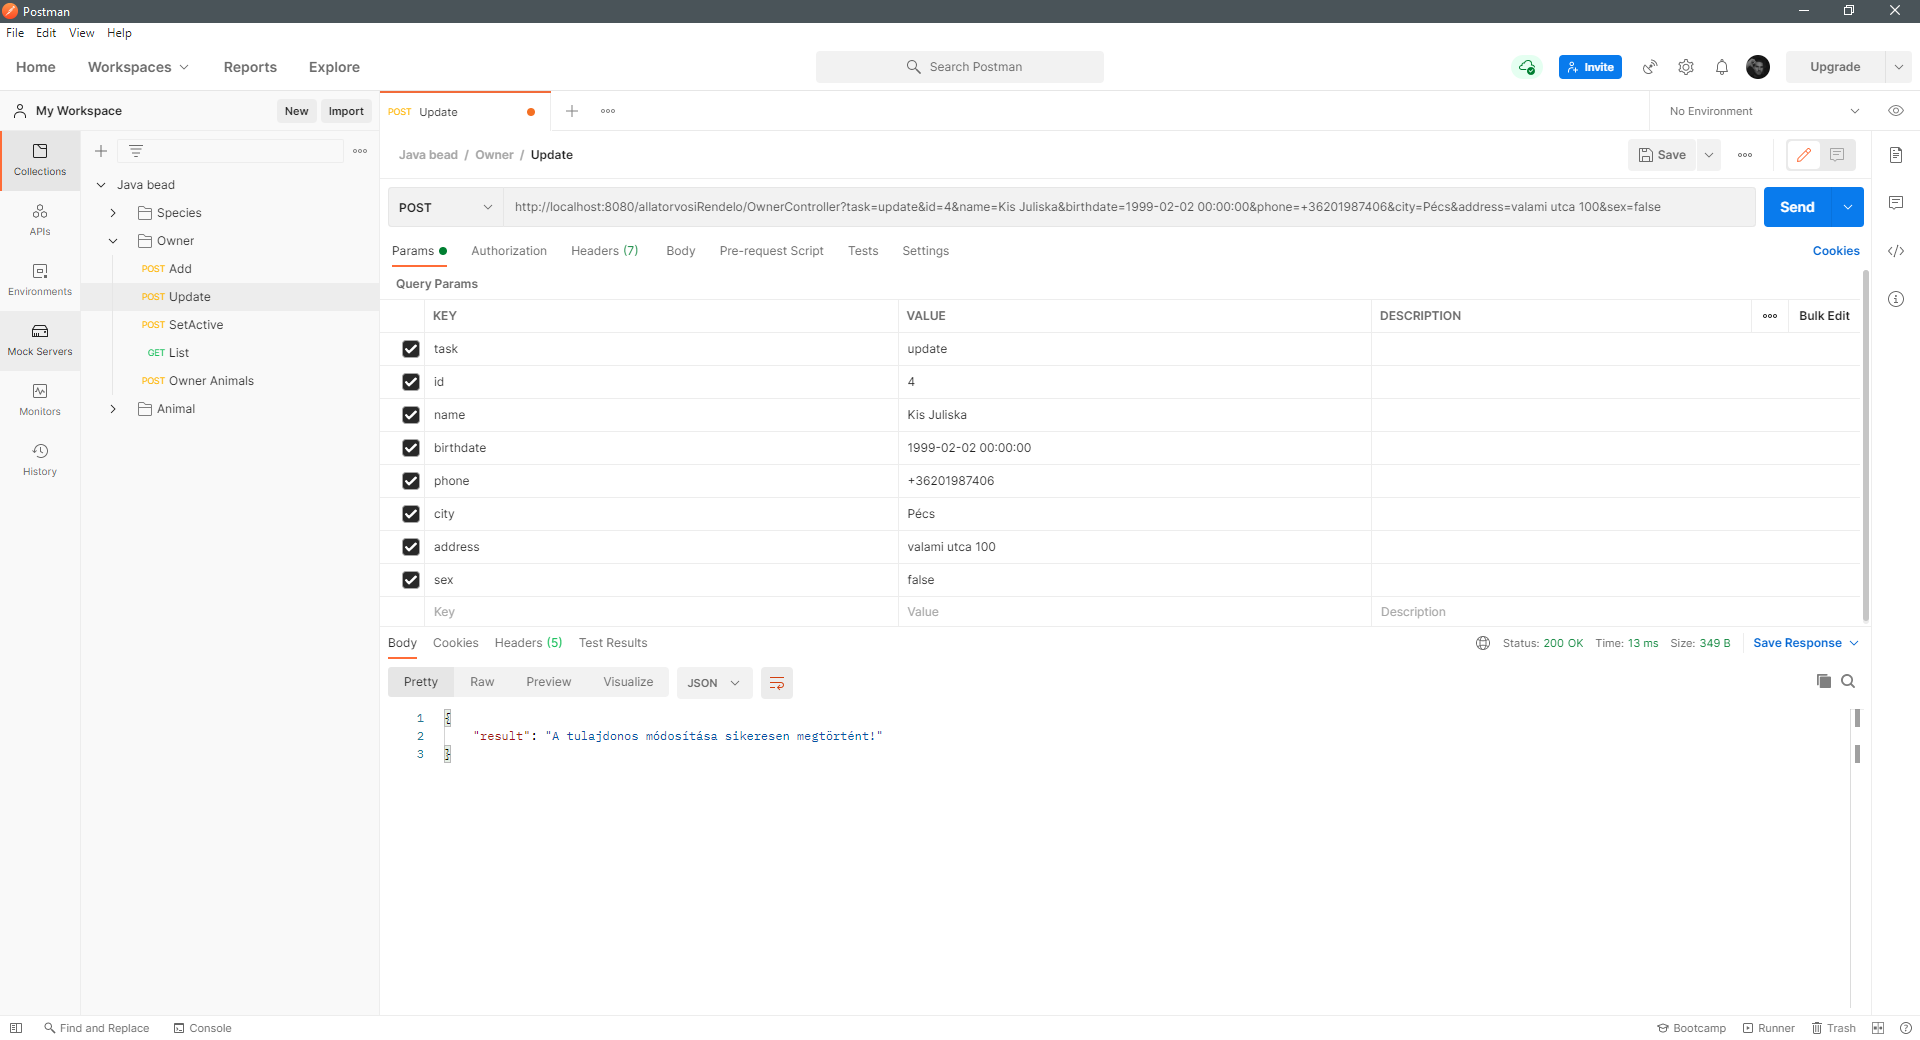 Postman
File Edit View Help
Home Workspaces Reports Explore
Search Postman
Invite
Upgrade
My Workspace
New Import
POST Update
No Environment
Collections
APIs
Environments
Mock Servers
Monitors
History
Java bead
Species
Owner
POST Add
POST Update
POST SetActive
GET List
POST Owner Animals
Animal
Java bead / Owner / Update
Save
POST
http://localhost:8080/allatorvosiRendelo/OwnerController?task=update&id=4&name=Kis Juliska&birthdate=1999-02-02 00:00:00&phone=+36201987406&city=Pécs&address=valami utca 100&sex=false
Send
Params Authorization Headers (7) Body Pre-request Script Tests Settings
Cookies
Query Params
KEY VALUE DESCRIPTION Bulk Edit
task update
id 4
name Kis Juliska
birthdate 1999-02-02 00:00:00
phone +36201987406
city Pécs
address valami utca 100
sex false
Key Value Description
Body Cookies Headers (5) Test Results
Status: 200 OK Time: 13 ms Size: 349 B Save Response
Pretty Raw Preview Visualize JSON
1 {
2 "result": "A tulajdonos módosítása sikeresen megtörtént!"
3 }
Find and Replace Console
Bootcamp Runner Trash